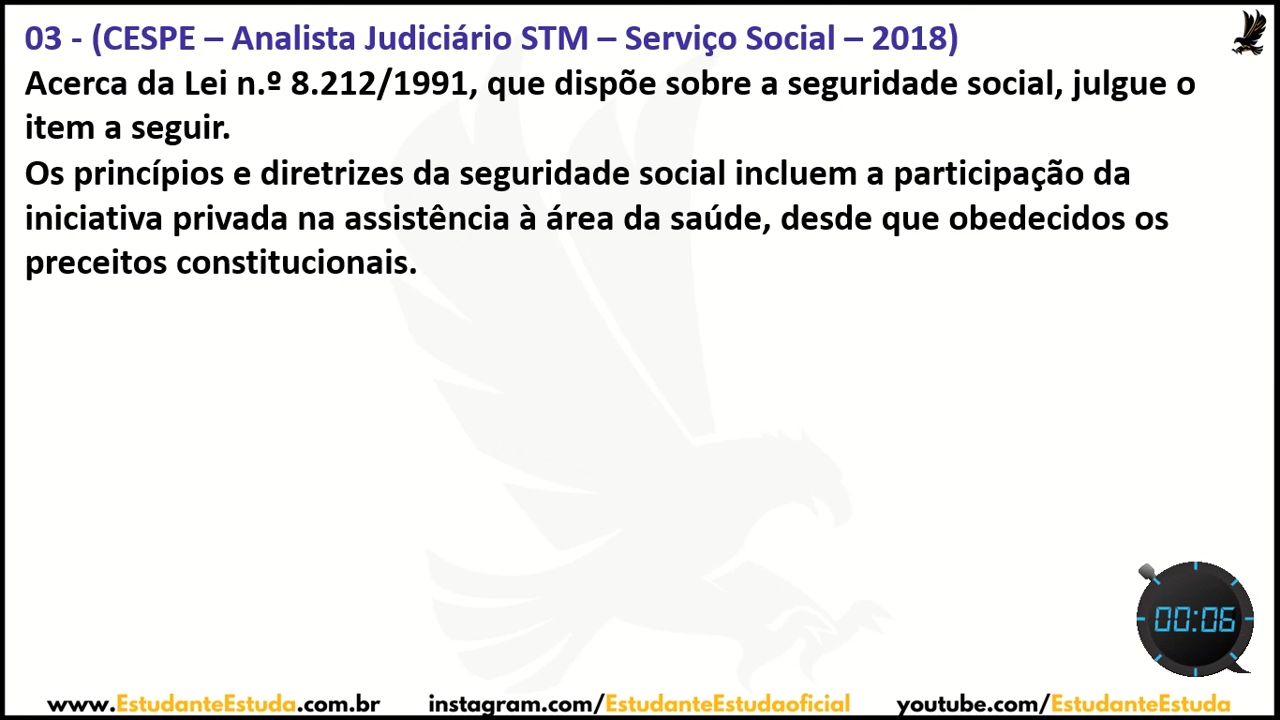 03 - (CESPE – Analista Judiciário STM – Serviço Social – 2018)
Acerca da Lei n.º 8.212/1991, que dispõe sobre a seguridade social, julgue o
item a seguir.
Os princípios e diretrizes da seguridade social incluem a participação da
iniciativa privada na assistência à área da saúde, desde que obedecidos os
preceitos constitucionais.
00:06
www.EstudanteEstuda.com.br instagram.com/EstudanteEstudaoficial youtube.com/EstudanteEstuda